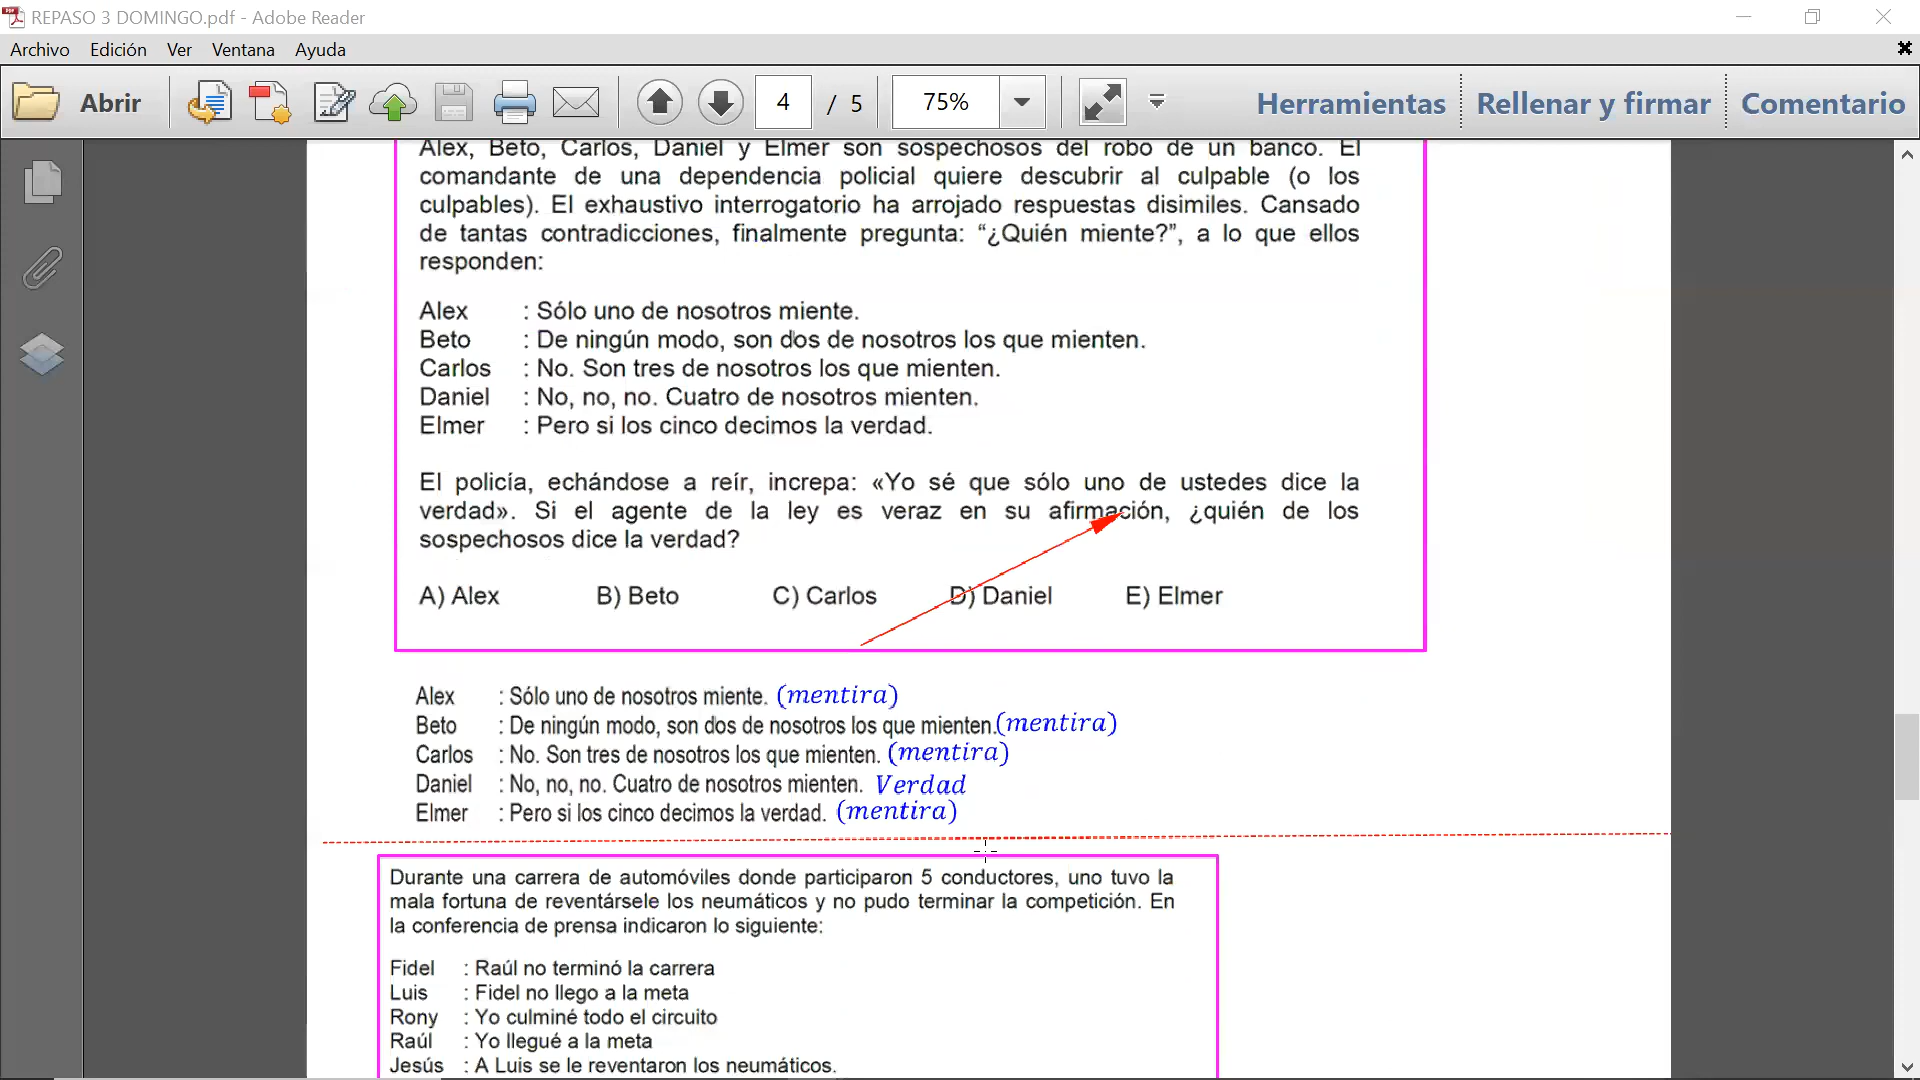 REPASO 3 DOMINGO.pdf - Adobe Reader
Archivo Edición Ver Ventana Ayuda
Abrir 4 / 5 75% Herramientas Rellenar y firmar Comentario
Alex, Beto, Carlos, Daniel y Elmer son sospechosos del robo de un banco. El
comandante de una dependencia policial quiere descubrir al culpable (o los
culpables). El exhaustivo interrogatorio ha arrojado respuestas disimiles. Cansado
de tantas contradicciones, finalmente pregunta: “¿Quién miente?”, a lo que ellos
responden:
Alex : Sólo uno de nosotros miente.
Beto : De ningún modo, son dos de nosotros los que mienten.
Carlos : No. Son tres de nosotros los que mienten.
Daniel : No, no, no. Cuatro de nosotros mienten.
Elmer : Pero si los cinco decimos la verdad.
El policía, echándose a reír, increpa: «Yo sé que sólo uno de ustedes dice la
verdad». Si el agente de la ley es veraz en su afirmación, ¿quién de los
sospechosos dice la verdad?
A) Alex B) Beto C) Carlos D) Daniel E) Elmer
Alex : Sólo uno de nosotros miente. (mentira)
Beto : De ningún modo, son dos de nosotros los que mienten. (mentira)
Carlos : No. Son tres de nosotros los que mienten. (mentira)
Daniel : No, no, no. Cuatro de nosotros mienten. Verdad
Elmer : Pero si los cinco decimos la verdad. (mentira)
Durante una carrera de automóviles donde participaron 5 conductores, uno tuvo la
mala fortuna de reventársele los neumáticos y no pudo terminar la competición. En
la conferencia de prensa indicaron lo siguiente:
Fidel : Raúl no terminó la carrera
Luis : Fidel no llego a la meta
Rony : Yo culminé todo el circuito
Raúl : Yo llegué a la meta
Jesús : A Luis se le reventaron los neumáticos.